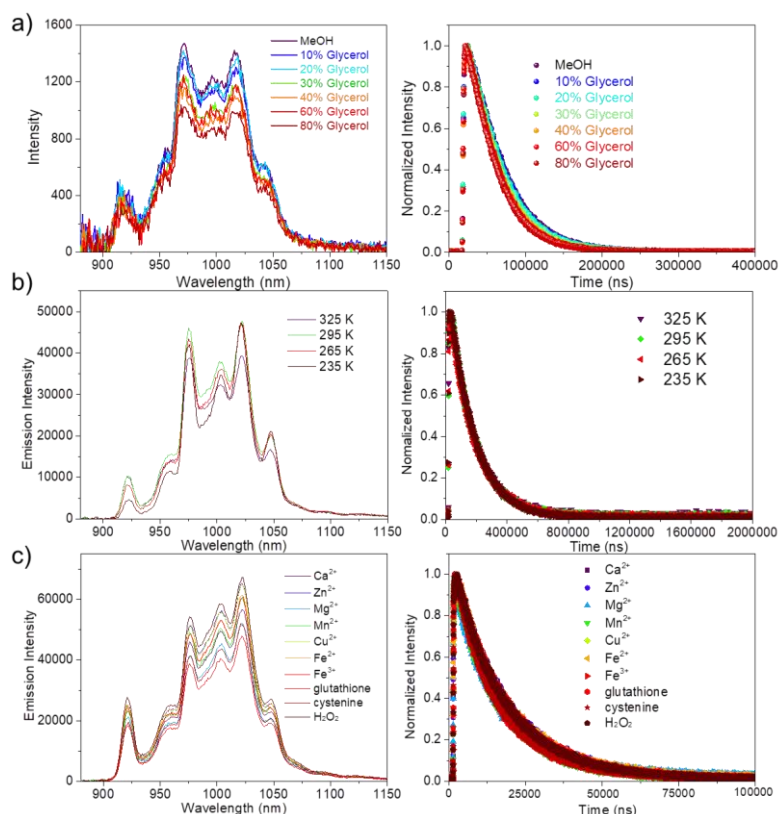 a)
1600
1200
800
400
0
Intensity
900 950 1000 1050 1100 1150
Wavelength (nm)
MeOH
10% Glycerol
20% Glycerol
30% Glycerol
40% Glycerol
60% Glycerol
80% Glycerol
1.0
0.8
0.6
0.4
0.2
0.0
Normalized Intensity
0 100000 200000 300000 400000
Time (ns)
MeOH
10% Glycerol
20% Glycerol
30% Glycerol
40% Glycerol
60% Glycerol
80% Glycerol
b)
50000
40000
30000
20000
10000
0
Emission Intensity
900 950 1000 1050 1100 1150
Wavelength (nm)
325 K
295 K
265 K
235 K
1.0
0.8
0.6
0.4
0.2
0.0
Nomalized Intensity
0 400000 800000 1200000 1600000 2000000
Time (ns)
325 K
295 K
265 K
235 K
c)
60000
40000
20000
0
Emission Intensity
900 950 1000 1050 1100 1150
Wavelength (nm)
Ca²⁺
Zn²⁺
Mg²⁺
Mn²⁺
Cu²⁺
Fe²⁺
Fe³⁺
glutathione
cystenine
H₂O₂
1.0
0.8
0.6
0.4
0.2
0.0
Nomalized Intensity
0 25000 50000 75000 100000
Time (ns)
Ca²⁺
Zn²⁺
Mg²⁺
Mn²⁺
Cu²⁺
Fe²⁺
Fe³⁺
glutathione
cystenine
H₂O₂